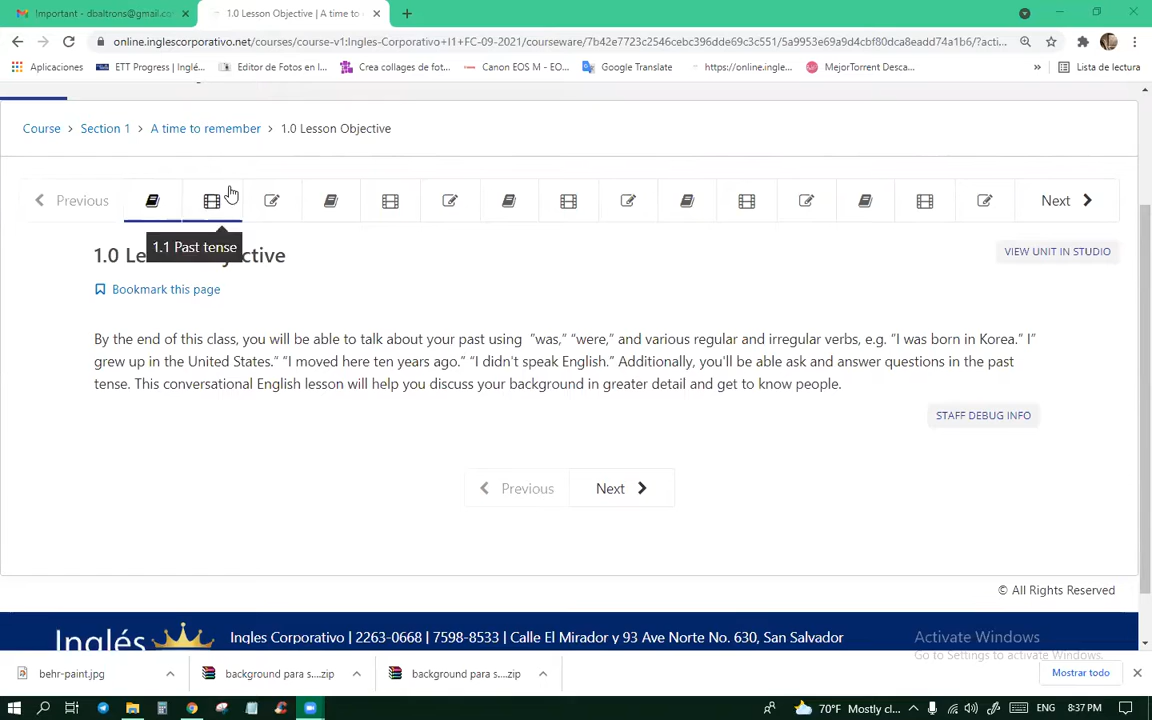 Important - dbaltrons@gmail.co
1.0 Lesson Objective | A time to
online.inglescorporativo.net/courses/course-v1:Ingles-Corporativo+I1+FC-09-2021/courseware/7b42e7723c2546cebc396dde69c3c551/5a9953e69a9d4cbf80dca8eadd74a1b6/?acti...
Aplicaciones
ETT Progress | Inglé...
Editor de Fotos en l...
Crea collages de fot...
Canon EOS M - EO...
Google Translate
https://online.ingle...
MejorTorrent Desca...
»
Lista de lectura
Course > Section 1 > A time to remember > 1.0 Lesson Objective
Previous
Next
1.1 Past tense
1.0 Le ctive
VIEW UNIT IN STUDIO
Bookmark this page
By the end of this class, you will be able to talk about your past using “was,” “were,” and various regular and irregular verbs, e.g. “I was born in Korea.” I”
grew up in the United States.” “I moved here ten years ago.” “I didn't speak English.” Additionally, you'll be able ask and answer questions in the past
tense. This conversational English lesson will help you discuss your background in greater detail and get to know people.
STAFF DEBUG INFO
Previous
Next
© All Rights Reserved
Inglés
Ingles Corporativo | 2263-0668 | 7598-8533 | Calle El Mirador y 93 Ave Norte No. 630, San Salvador
Activate Windows
Go to Settings to activate Windows.
behr-paint.jpg
background para s....zip
background para s....zip
Mostrar todo
70°F Mostly cl...
ENG
8:37 PM